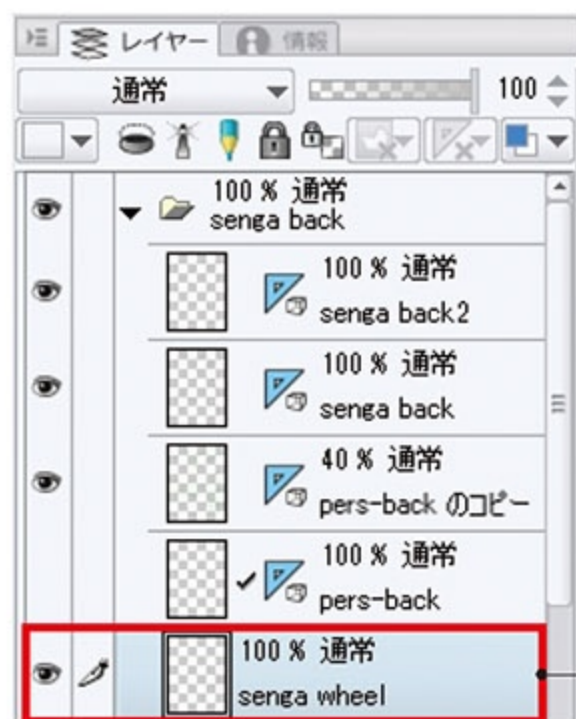 レイヤー 情報
通常 100
100 % 通常
senga back
100 % 通常
senga back2
100 % 通常
senga back
40 % 通常
pers-back のコピー
100 % 通常
pers-back
100 % 通常
senga wheel